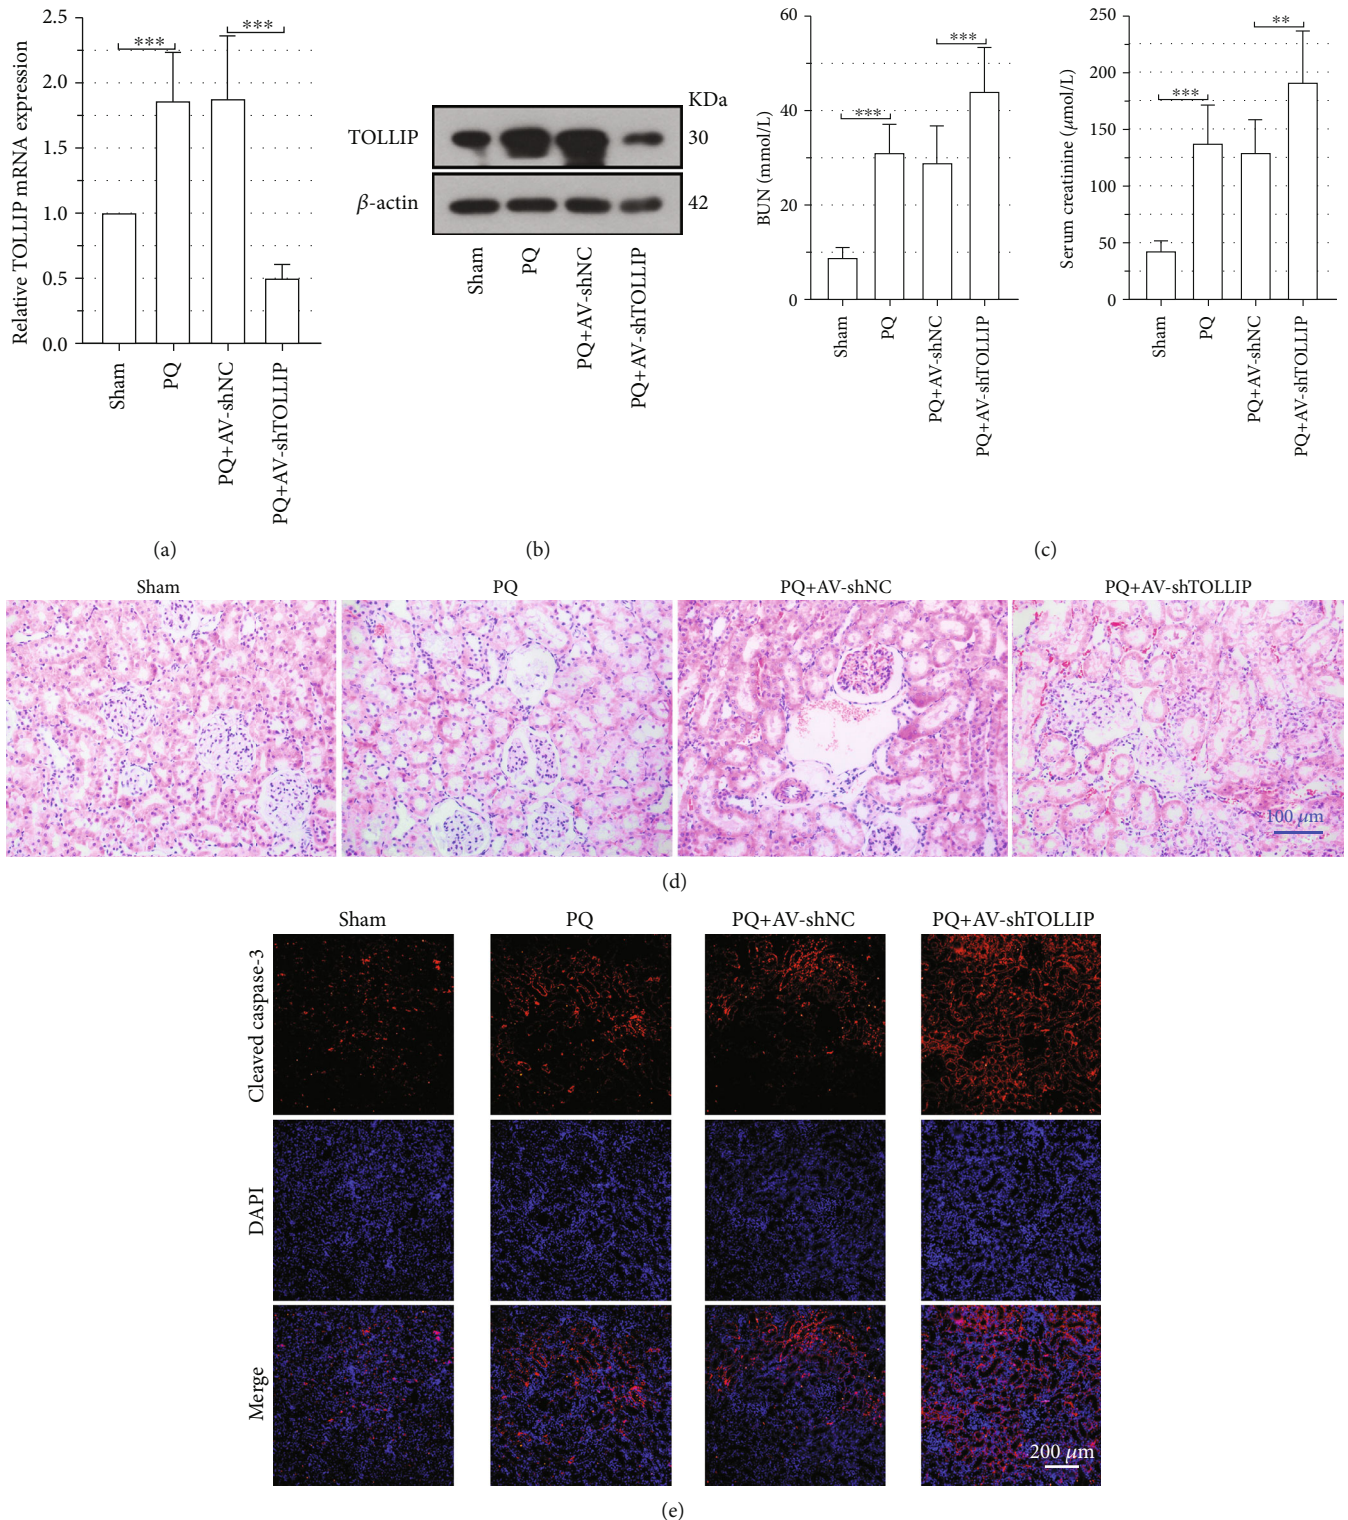 Relative TOLLIP mRNA expression
2.5
2.0
1.5
1.0
0.5
0.0
***
***
Sham
PQ
PQ+AV-shNC
PQ+AV-shTOLLIP
(a)
KDa
TOLLIP
30
β-actin
42
Sham
PQ
PQ+AV-shNC
PQ+AV-shTOLLIP
(b)
BUN (mmol/L)
60
40
20
0
***
***
Sham
PQ
PQ+AV-shNC
PQ+AV-shTOLLIP
Serum creatinine (μmol/L)
250
200
150
100
50
0
***
**
Sham
PQ
PQ+AV-shNC
PQ+AV-shTOLLIP
(c)
Sham
PQ
PQ+AV-shNC
PQ+AV-shTOLLIP
100 μm
(d)
Sham
PQ
PQ+AV-shNC
PQ+AV-shTOLLIP
Cleaved caspase-3
DAPI
Merge
200 μm
(e)